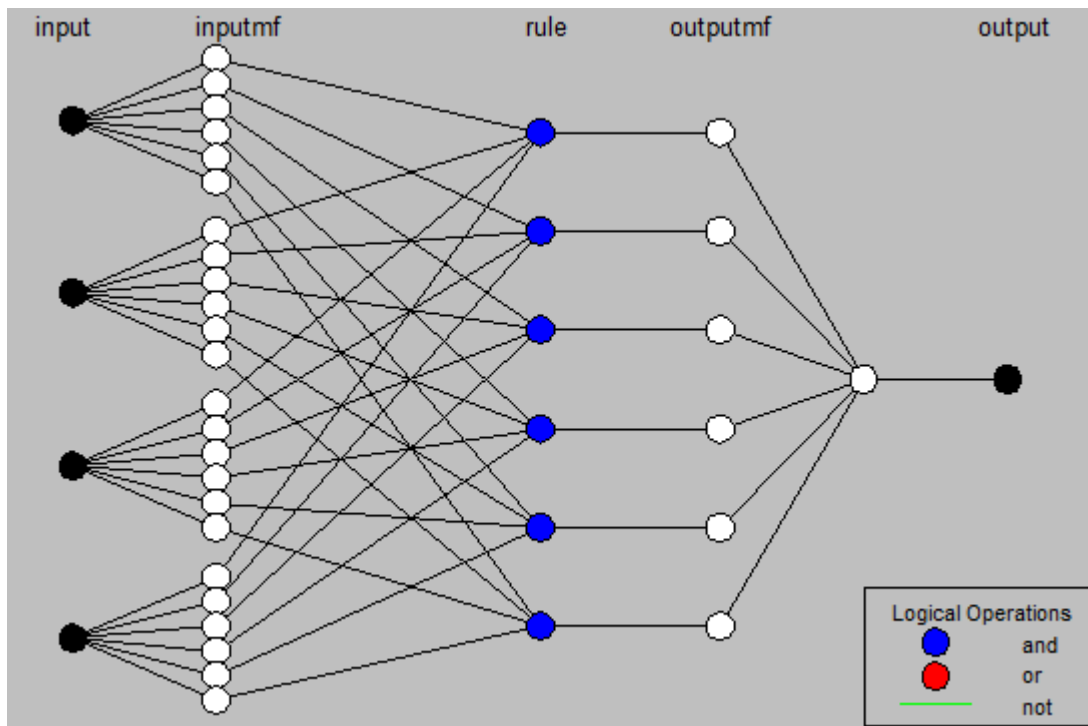 input inputmf rule outputmf output
Logical Operations
and
or
not